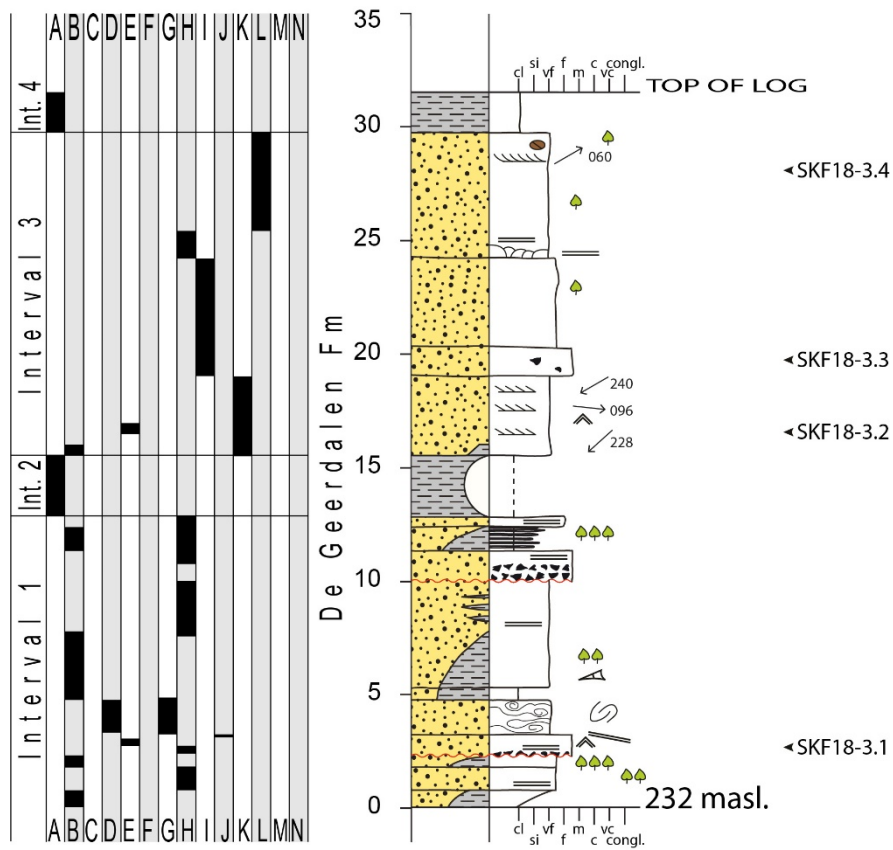 A B C D E F G H I J K L M N
Int. 4
Interval 3
Int. 2
Interval 1
A B C D E F G H I J K L M N
De Geerdalen Fm
35
30
25
20
15
10
5
0
cl si vf f m c vc congl.
TOP OF LOG
060
SKF18-3.4
SKF18-3.3
240
096
228
SKF18-3.2
SKF18-3.1
232 masl.
cl si vf f m c vc congl.